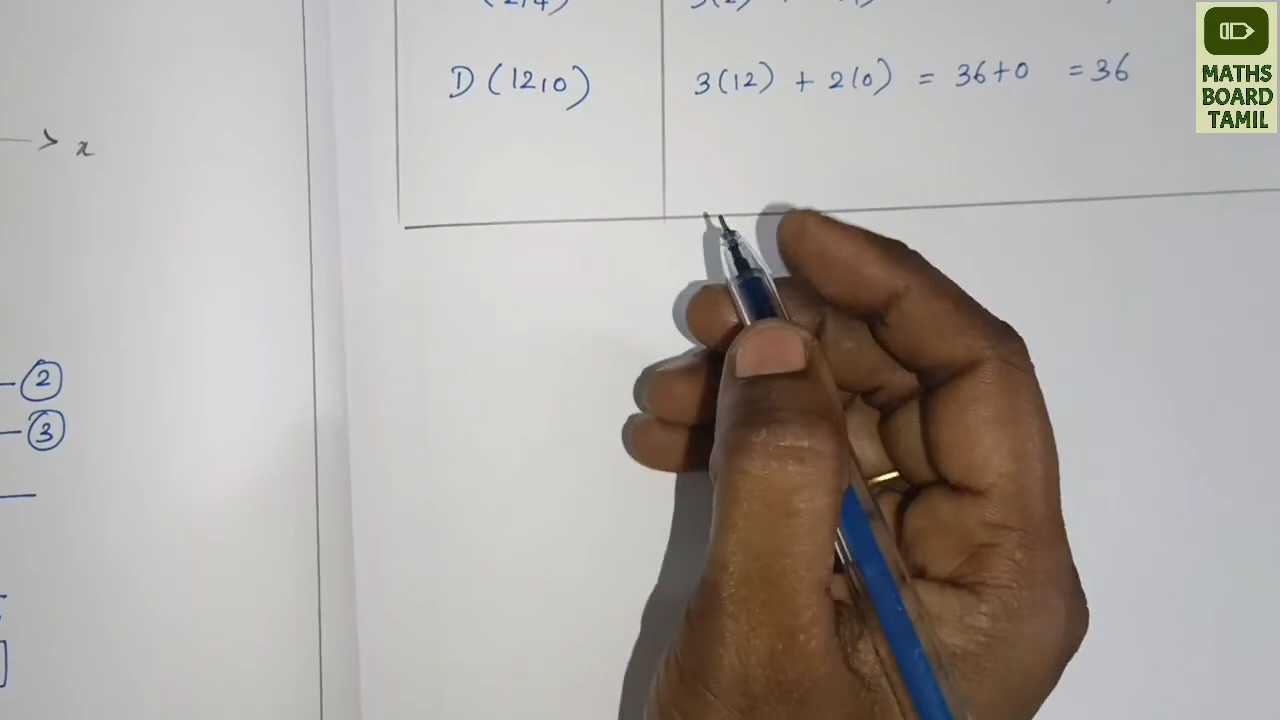 D (12,0) 3(12) + 2(0) = 36+0 = 36
x
2
3
MATHS
BOARD
TAMIL